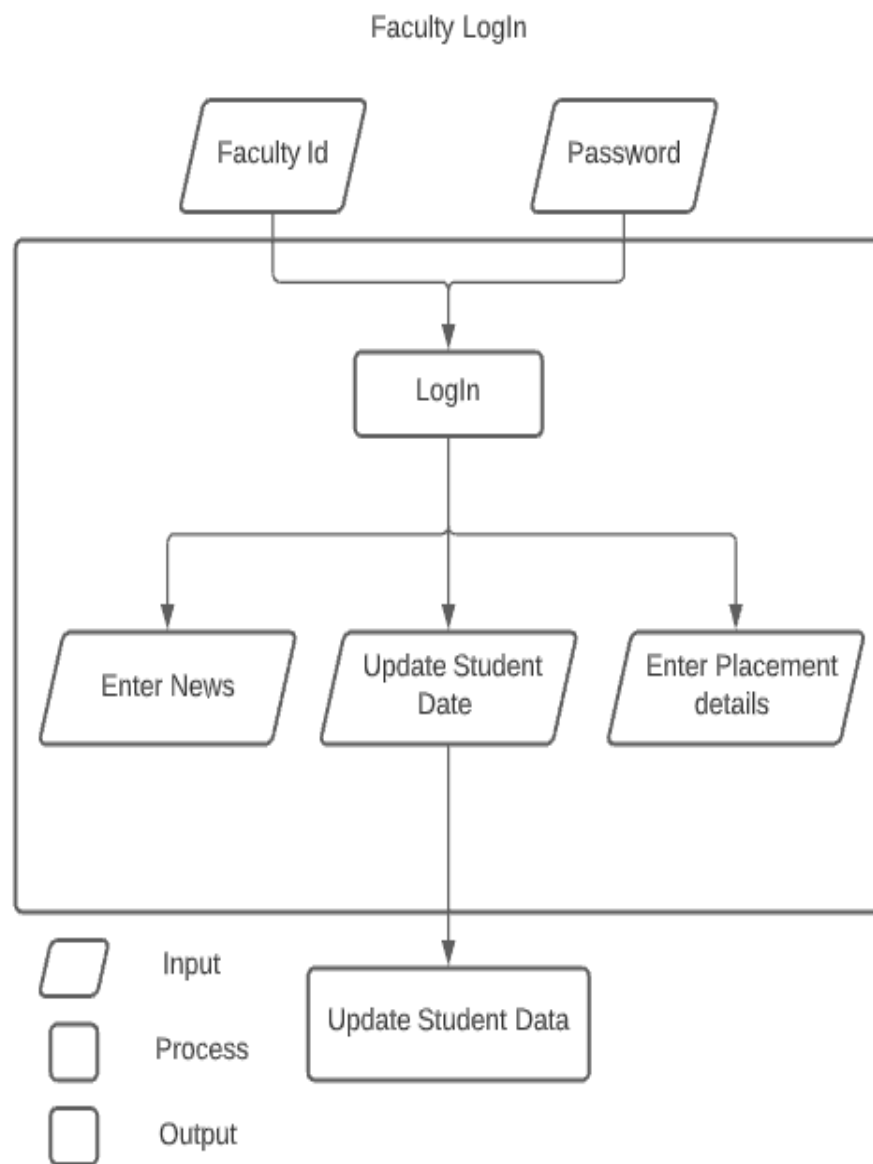 Faculty LogIn
Faculty Id
Password
LogIn
Enter News
Update Student
Date
Enter Placement
details
Input
Update Student Data
Process
Output